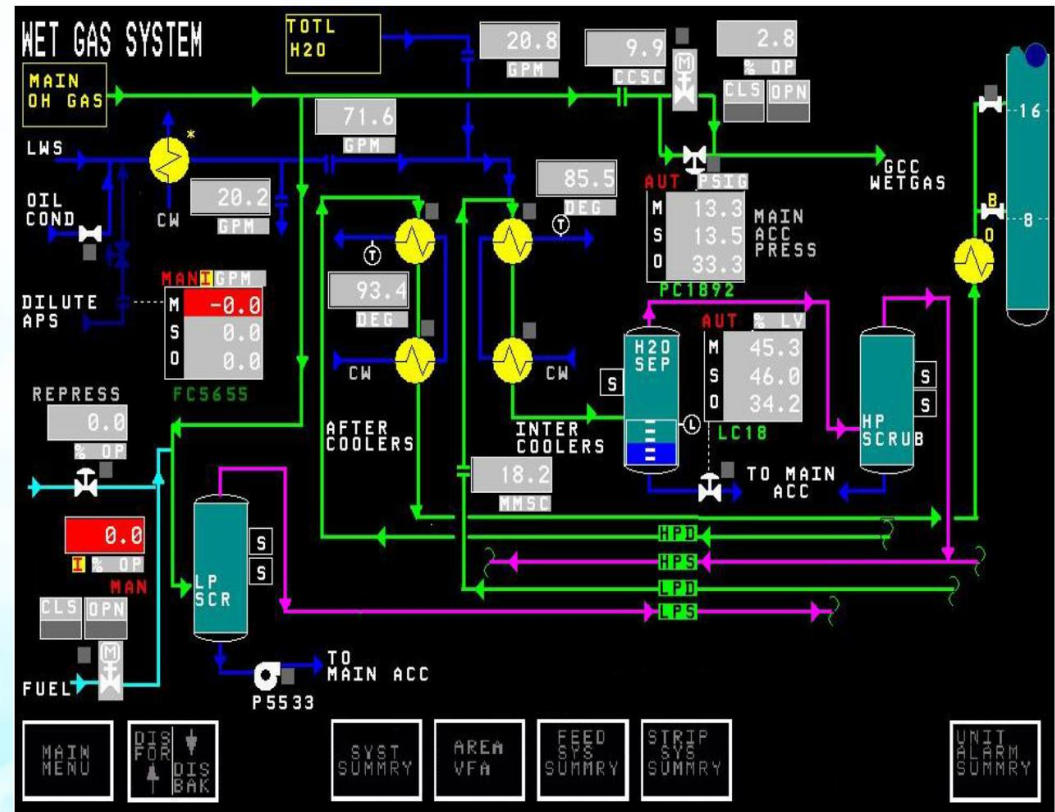 WET GAS SYSTEM
TOTL
H2O
20.8
GPM
9.9
CCSC
M
2.8
% OP
CLS OPN
MAIN
OH GAS
71.6
GPM
LWS
*
CW
20.2
GPM
OIL
COND
85.5
DEG
T
GCC
WETGAS
16
B
8
O
AUT PSIG
M 13.3
S 13.5
O 33.3
MAIN
ACC
PRESS
PC1892
T
93.4
DEG
DILUTE
APS
MAN I GPM
M -0.0
S 0.0
O 0.0
FC5655
CW
CW
H2O
SEP
S
L
AUT % LV
M 45.3
S 46.0
O 34.2
LC18
HP
SCRUB
S
S
REPRESS
0.0
% OP
AFTER
COOLERS
INTER
COOLERS
18.2
MMSC
TO MAIN
ACC
0.0
I % OP
MAN
CLS OPN
M
FUEL
LP
SCR
S
S
HPD
HPS
LPD
LPS
TO
MAIN ACC
P5533
MAIN
MENU
DIS
FOR
DIS
BAK
SYST
SUMMRY
AREA
VFA
FEED
SYS
SUMMRY
STRIP
SYS
SUMMRY
UNIT
ALARM
SUMMRY